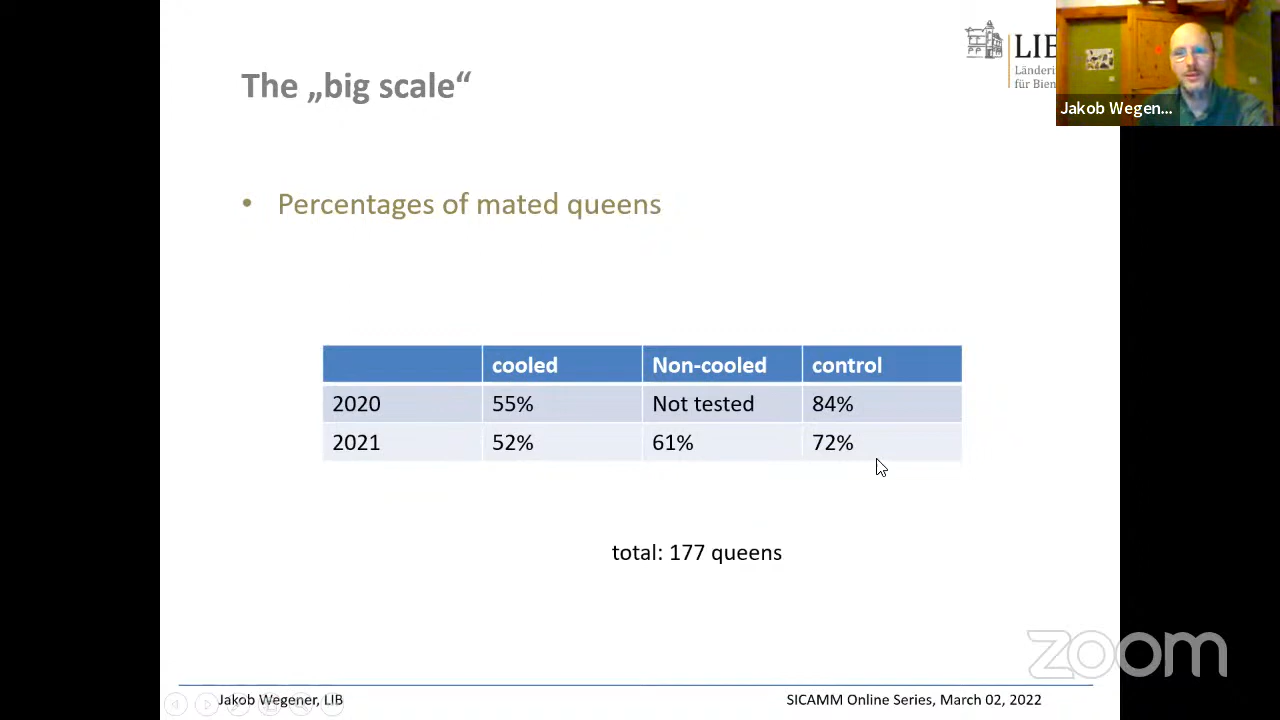 The „big scale“
LIB
Länderi
für Bien
Jakob Wegen...
• Percentages of mated queens
cooled Non-cooled control
2020 55% Not tested 84%
2021 52% 61% 72%
total: 177 queens
zoom
Jakob Wegener, LIB SICAMM Online Series, March 02, 2022